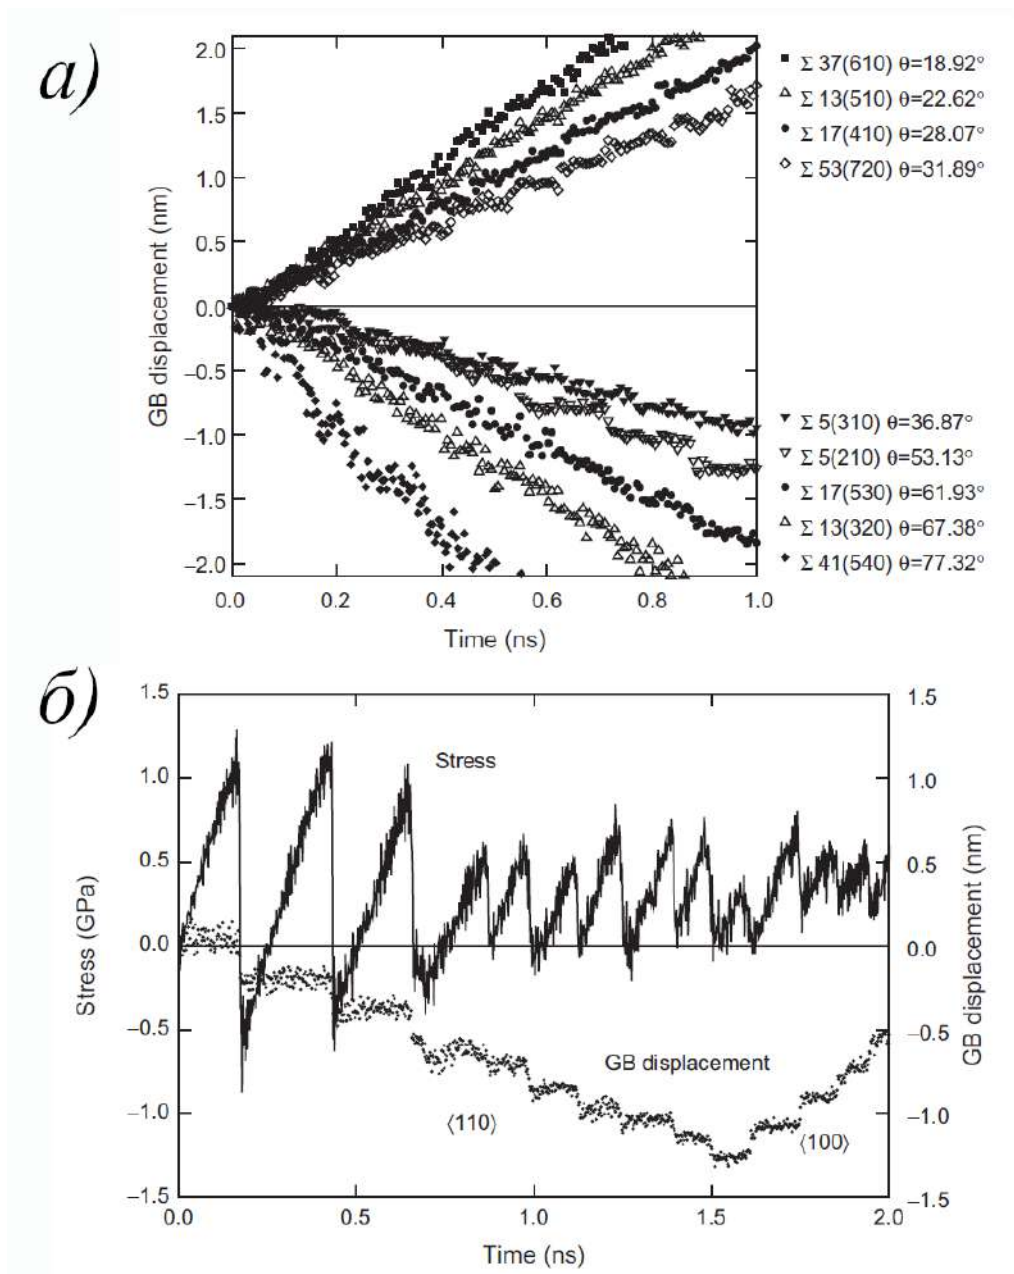 а)
2.0
1.5
1.0
0.5
0.0
−0.5
−1.0
−1.5
−2.0
GB displacement (nm)
0.0 0.2 0.4 0.6 0.8 1.0
Time (ns)
Σ 37(610) θ=18.92°
Σ 13(510) θ=22.62°
Σ 17(410) θ=28.07°
Σ 53(720) θ=31.89°
Σ 5(310) θ=36.87°
Σ 5(210) θ=53.13°
Σ 17(530) θ=61.93°
Σ 13(320) θ=67.38°
Σ 41(540) θ=77.32°
б)
1.5
1.0
0.5
0.0
−0.5
−1.0
−1.5
Stress (GPa)
Stress
GB displacement
⟨110⟩
⟨100⟩
1.5
1.0
0.5
0.0
−0.5
−1.0
−1.5
GB displacement (nm)
0.0 0.5 1.0 1.5 2.0
Time (ns)